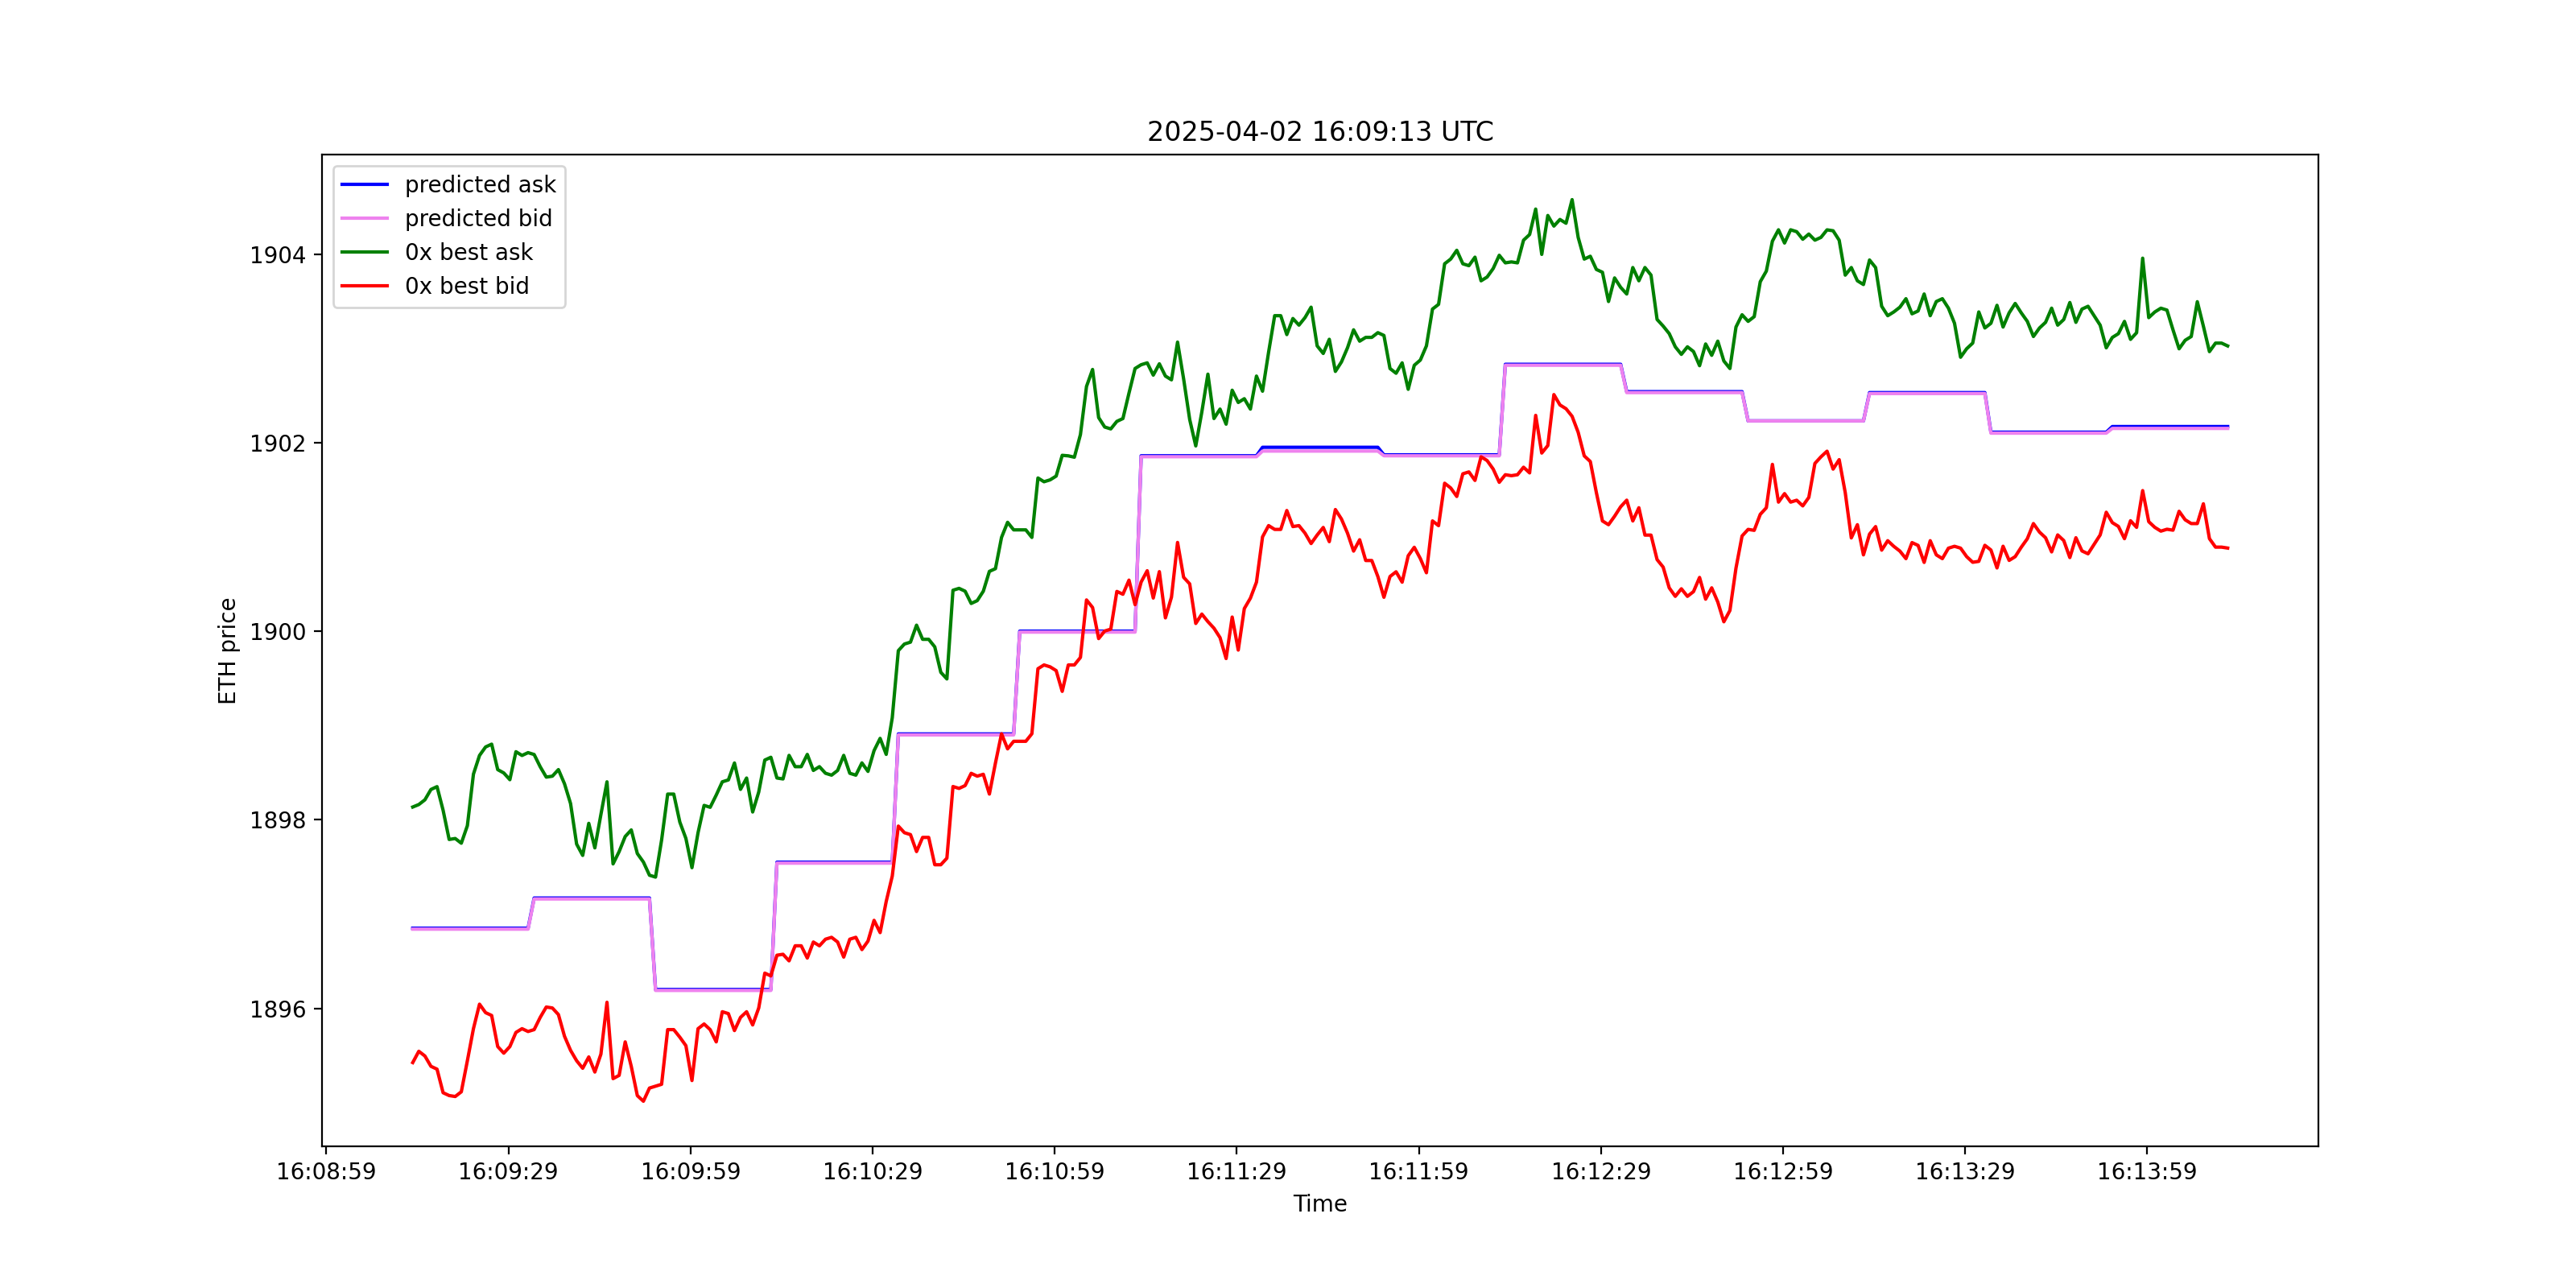 2025-04-02 16:09:13 UTC
predicted ask
predicted bid
0x best ask
0x best bid
1904
1902
1900
1898
1896
ETH price
16:08:59 16:09:29 16:09:59 16:10:29 16:10:59 16:11:29 16:11:59 16:12:29 16:12:59 16:13:29 16:13:59
Time